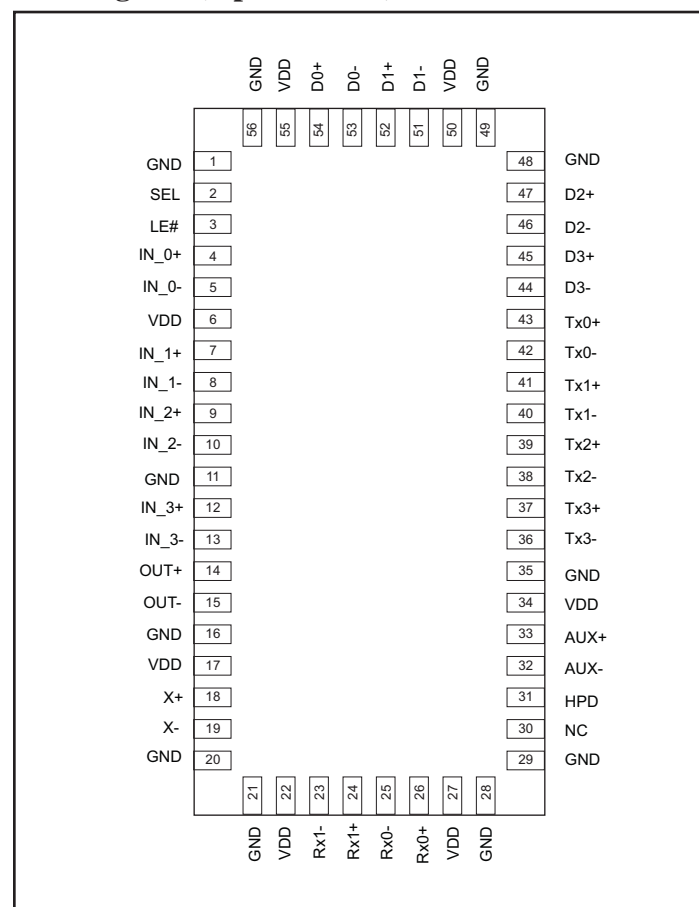 GND VDD D0+ D0- D1+ D1- VDD GND
56 55 54 53 52 51 50 49
GND 1 48 GND
SEL 2 47 D2+
LE# 3 46 D2-
IN_0+ 4 45 D3+
IN_0- 5 44 D3-
VDD 6 43 Tx0+
IN_1+ 7 42 Tx0-
IN_1- 8 41 Tx1+
IN_2+ 9 40 Tx1-
IN_2- 10 39 Tx2+
GND 11 38 Tx2-
IN_3+ 12 37 Tx3+
IN_3- 13 36 Tx3-
OUT+ 14 35 GND
OUT- 15 34 VDD
GND 16 33 AUX+
VDD 17 32 AUX-
X+ 18 31 HPD
X- 19 30 NC
GND 20 29 GND
21 22 23 24 25 26 27 28
GND VDD Rx1- Rx1+ Rx0- Rx0+ VDD GND